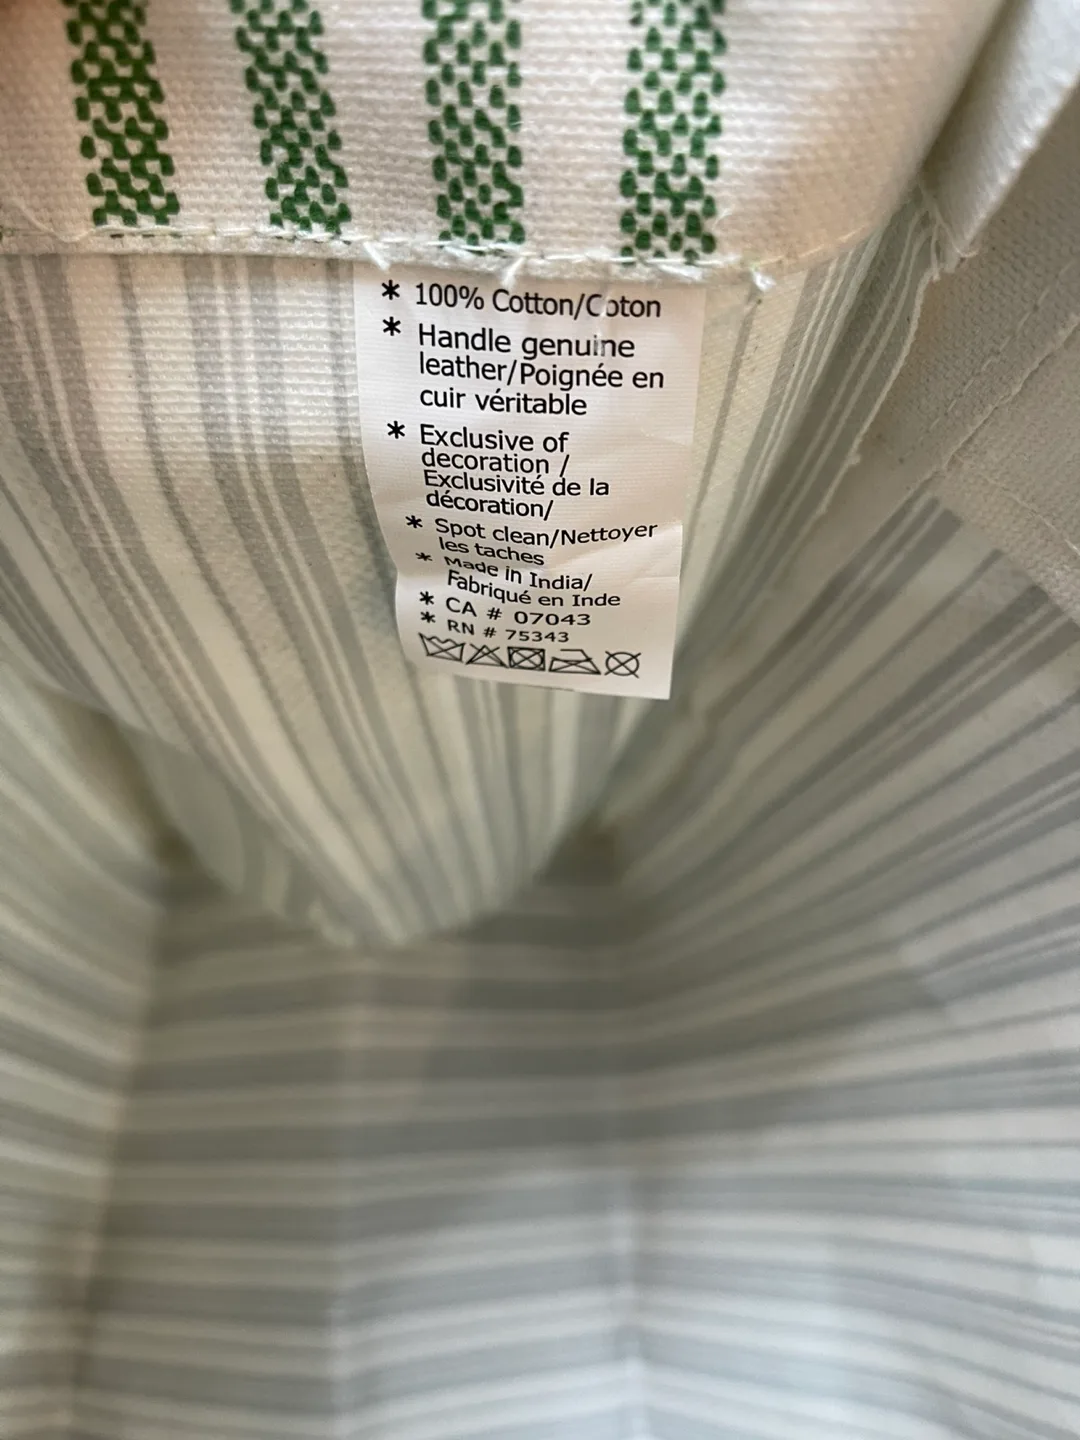 * 100% Cotton/Coton
* Handle genuine
leather/Poignée en
cuir véritable
* Exclusive of
decoration /
Exclusivité de la
décoration/
* Spot clean/Nettoyer
les taches
* Made in India/
Fabriqué en Inde
* CA # 07043
* RN # 75343